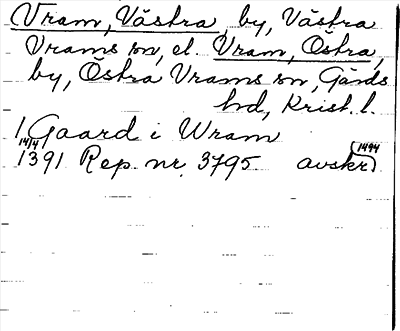 Vram, Västra, by, Västra
Vrams sn, el. Vram, Östra,
by, Östra Vrams sn, Gärds
hd, Krist. l.
1 Gaard i Wram
14/4 1391 Rep. nr. 3795 avskr. (1494)